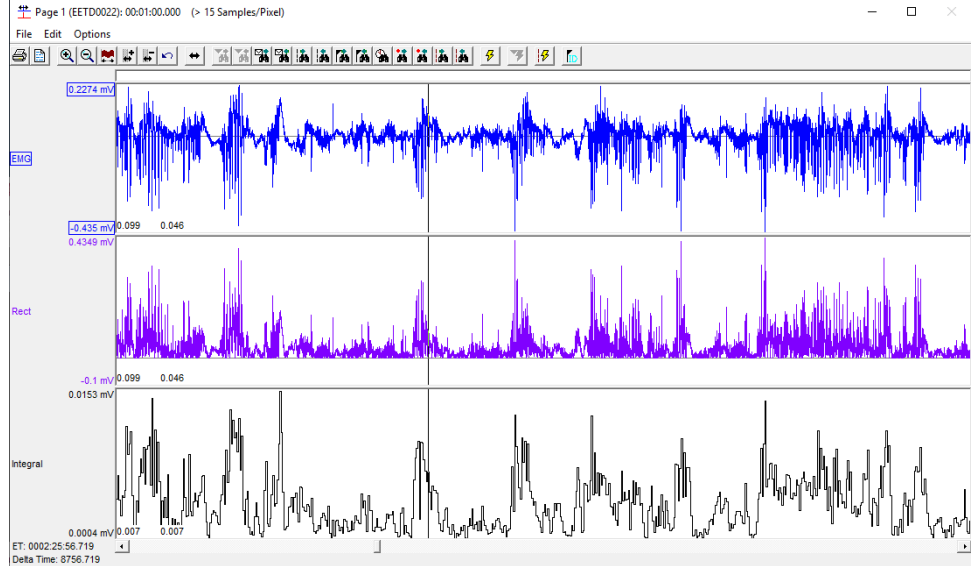 Page 1 (EETD0022): 00:01:00.000 (> 15 Samples/Pixel)
File Edit Options
0.2274 mV
EMG
-0.435 mV 0.099 0.046
0.4349 mV
Rect
-0.1 mV 0.099 0.046
0.0153 mV
Integral
0.0004 mV 0.007 0.007
ET: 0002:25:56.719
Delta Time: 8756.719